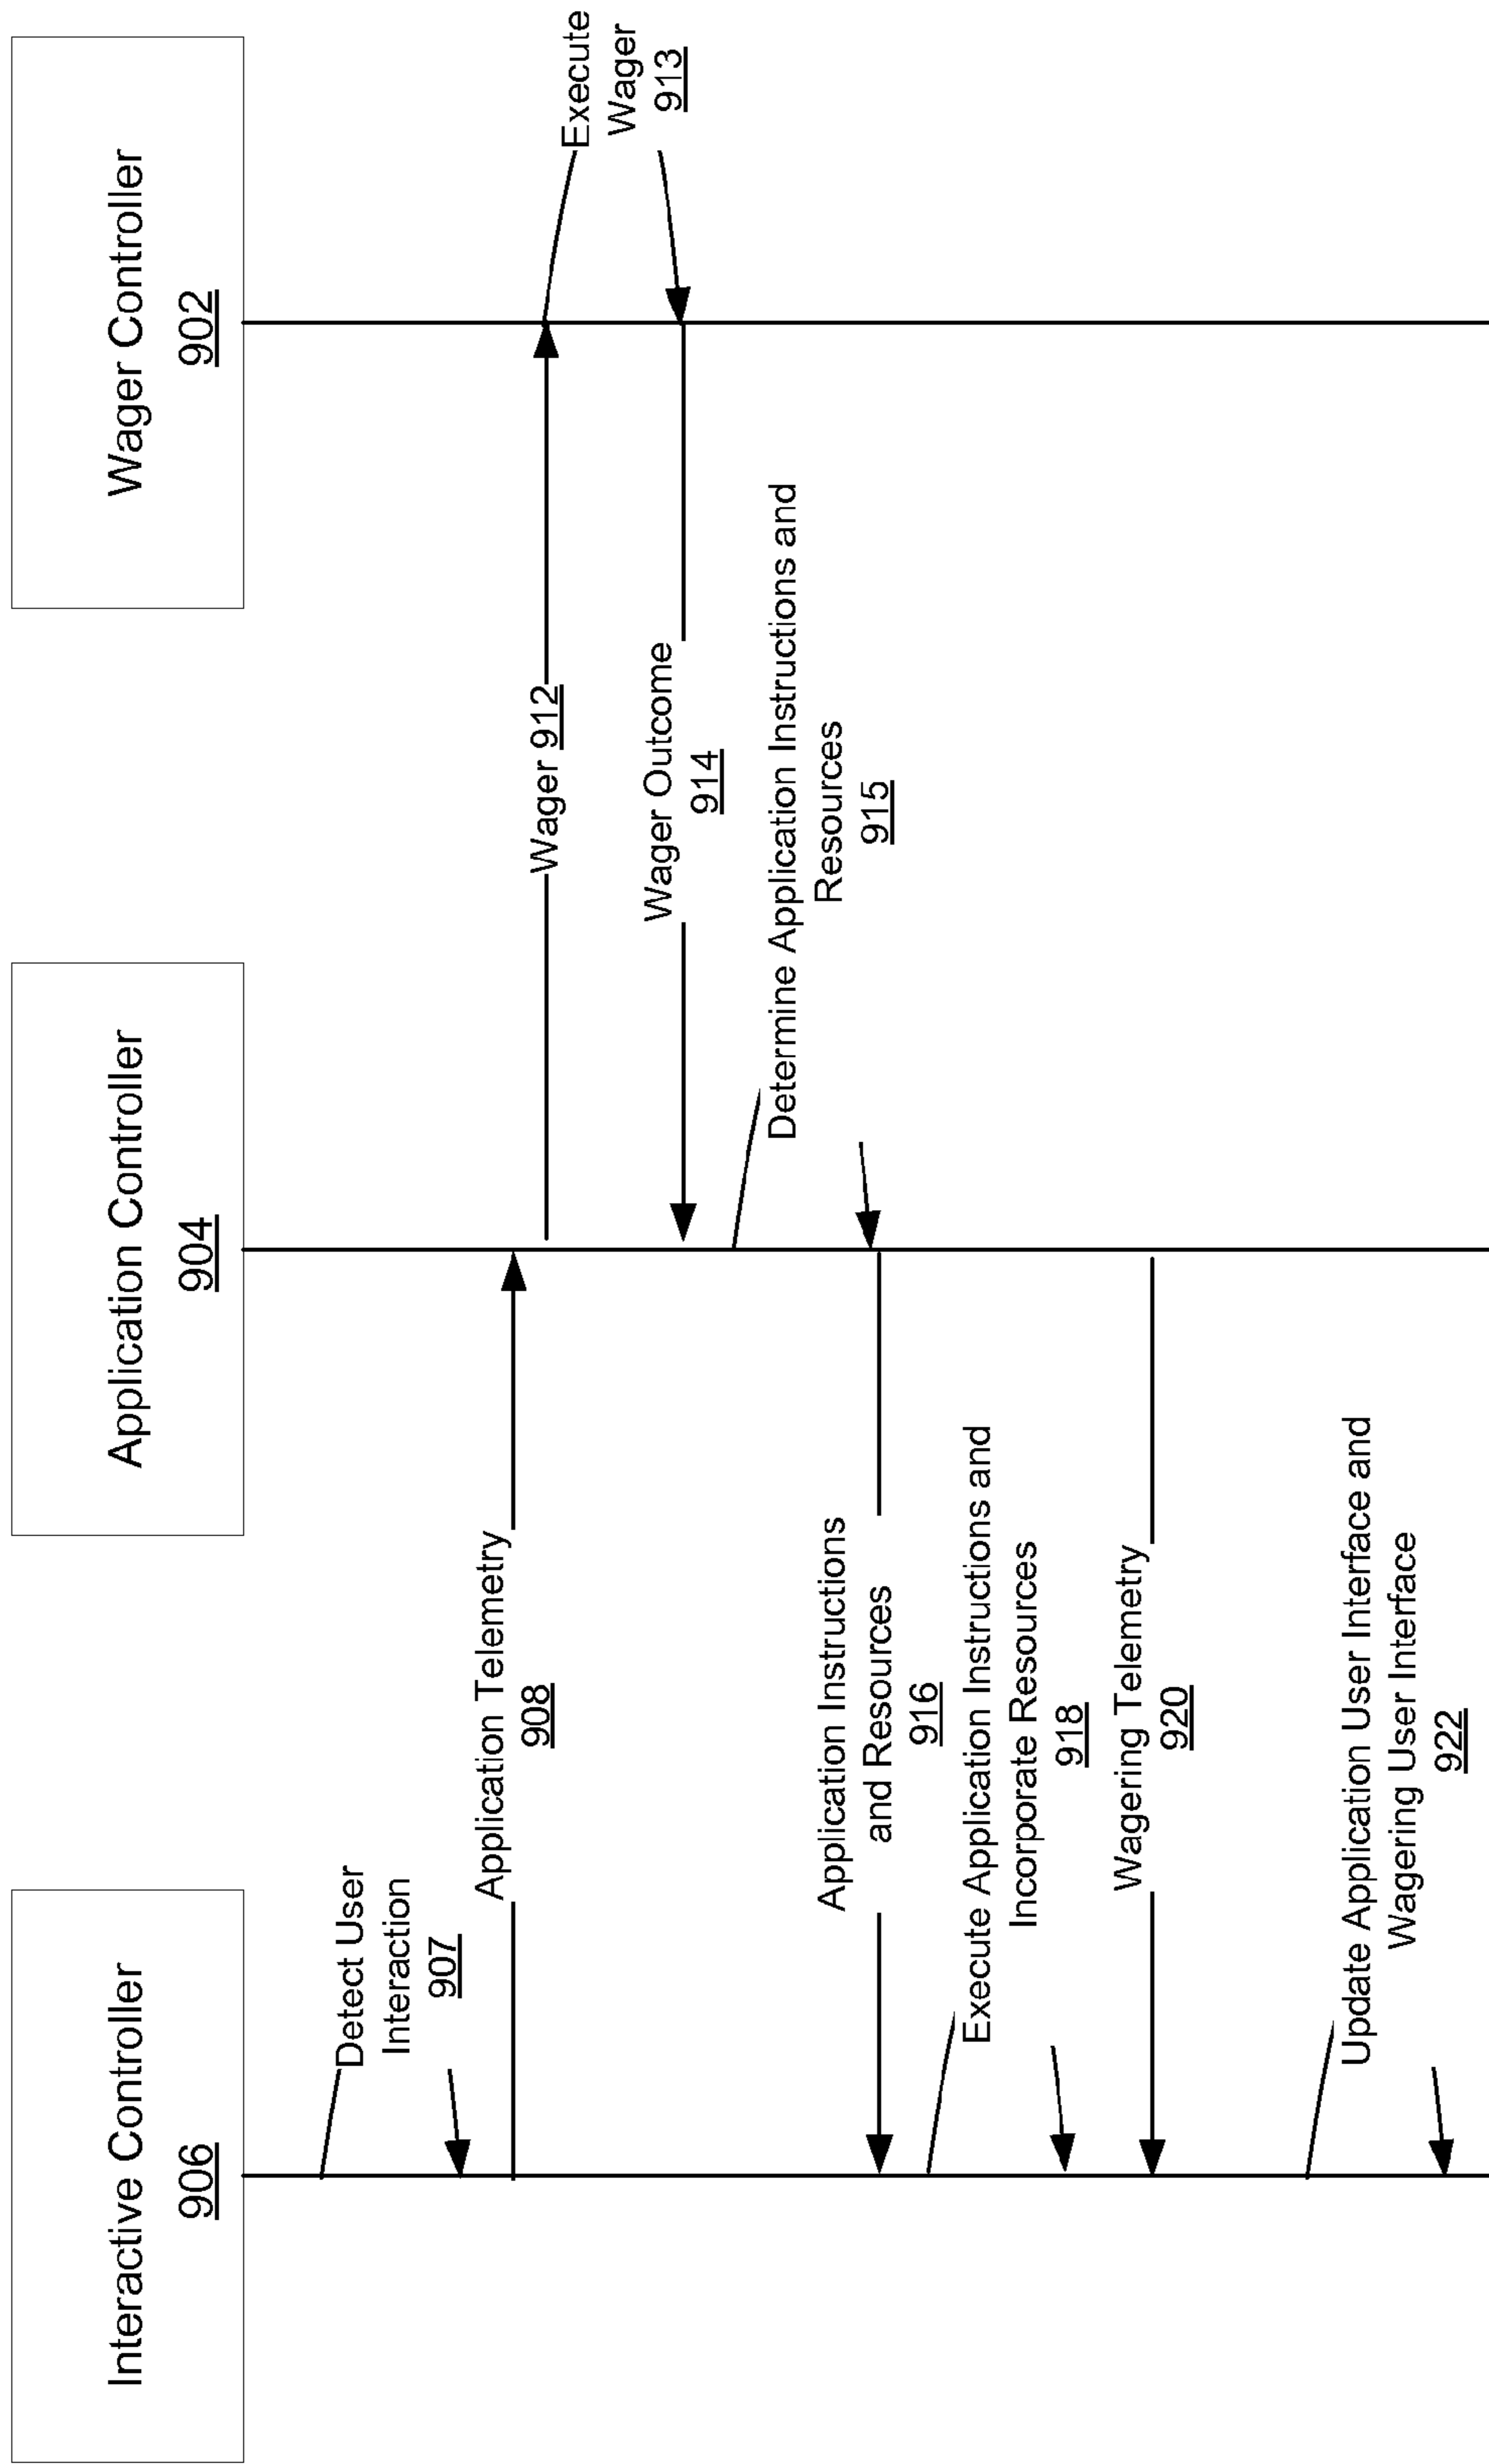 Interactive Controller
906
Application Controller
904
Wager Controller
902
Detect User
Interaction
907
Application Telemetry
908
Wager 912
Execute
Wager
913
Wager Outcome
914
Determine Application Instructions and
Resources
915
Application Instructions
and Resources
916
Execute Application Instructions and
Incorporate Resources
918
Wagering Telemetry
920
Update Application User Interface and
Wagering User Interface
922